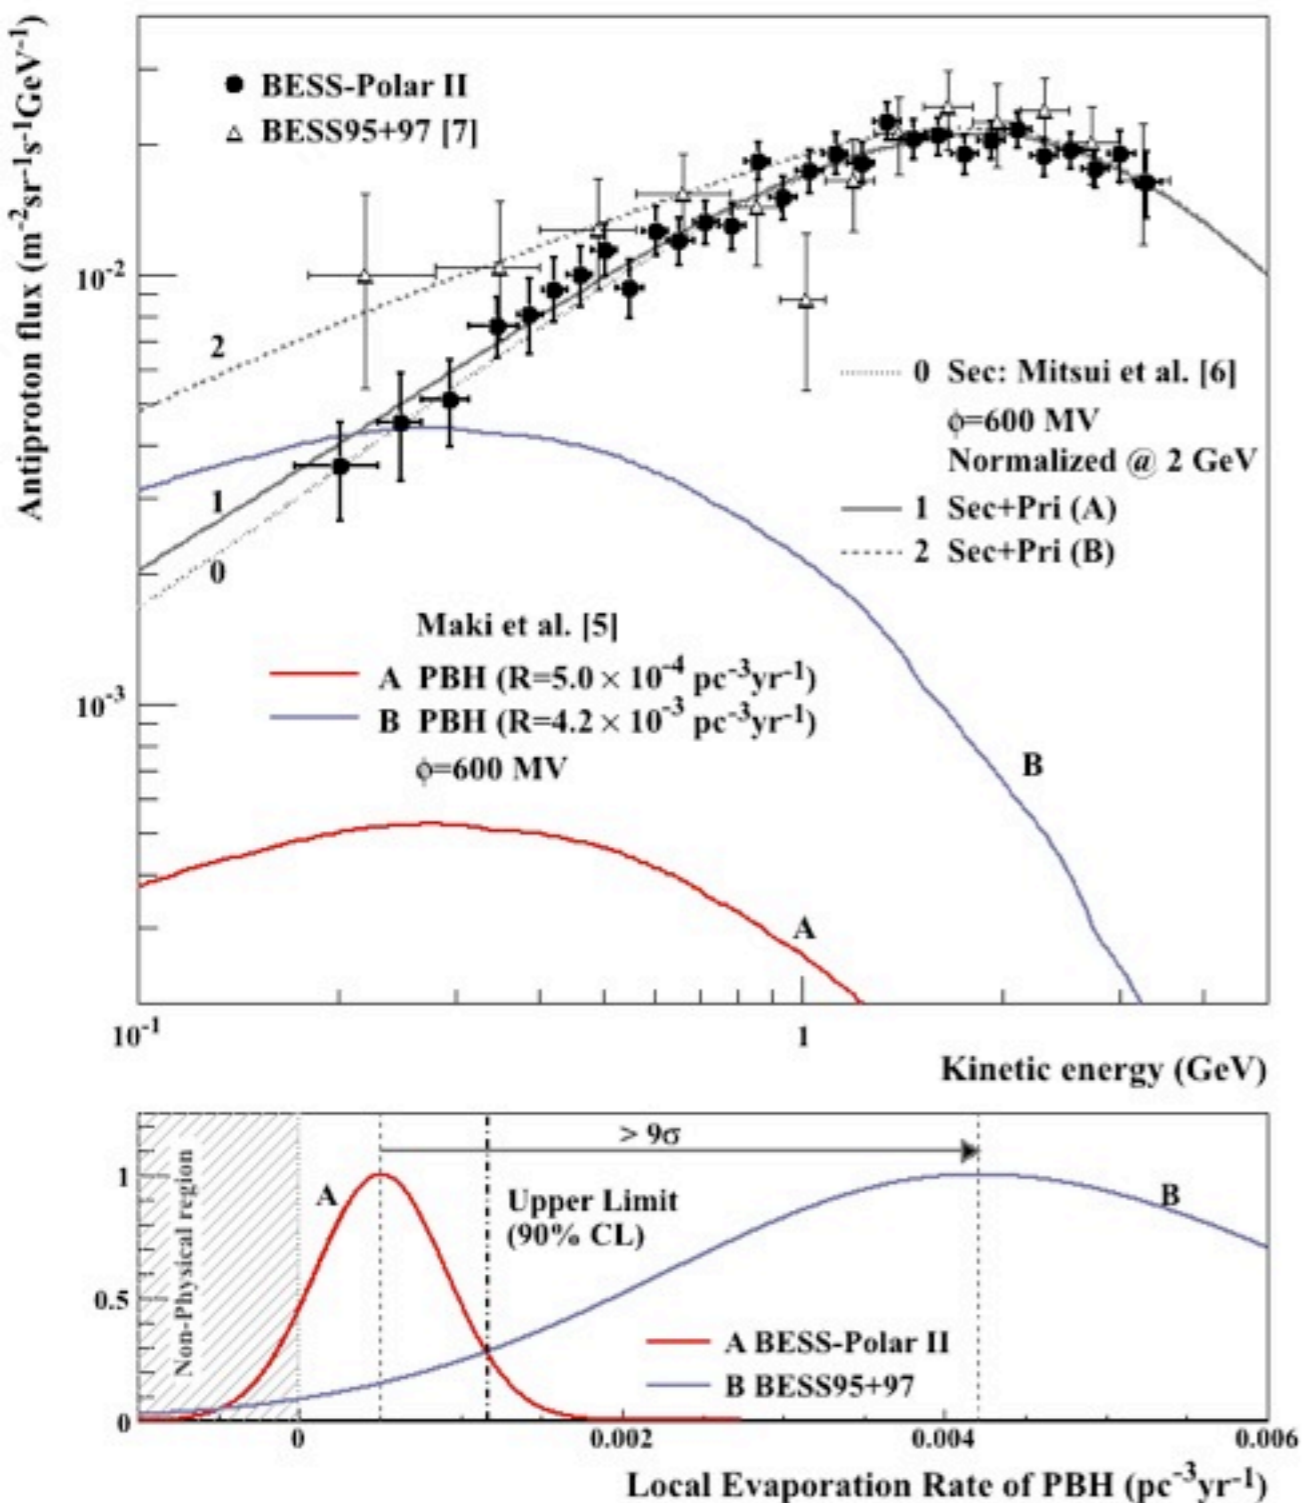 Antiproton flux (m⁻²sr⁻¹s⁻¹GeV⁻¹)
BESS-Polar II
BESS95+97 [7]
10⁻²
2
1
0
0 Sec: Mitsui et al. [6]
ϕ=600 MV
Normalized @ 2 GeV
1 Sec+Pri (A)
2 Sec+Pri (B)
Maki et al. [5]
A PBH (R=5.0 × 10⁻⁴ pc⁻³yr⁻¹)
B PBH (R=4.2 × 10⁻³ pc⁻³yr⁻¹)
ϕ=600 MV
10⁻³
B
A
10⁻¹
1
Kinetic energy (GeV)
> 9σ
Non-Physical region
1
A
Upper Limit
(90% CL)
B
0.5
A BESS-Polar II
B BESS95+97
0
0
0.002
0.004
0.006
Local Evaporation Rate of PBH (pc⁻³yr⁻¹)